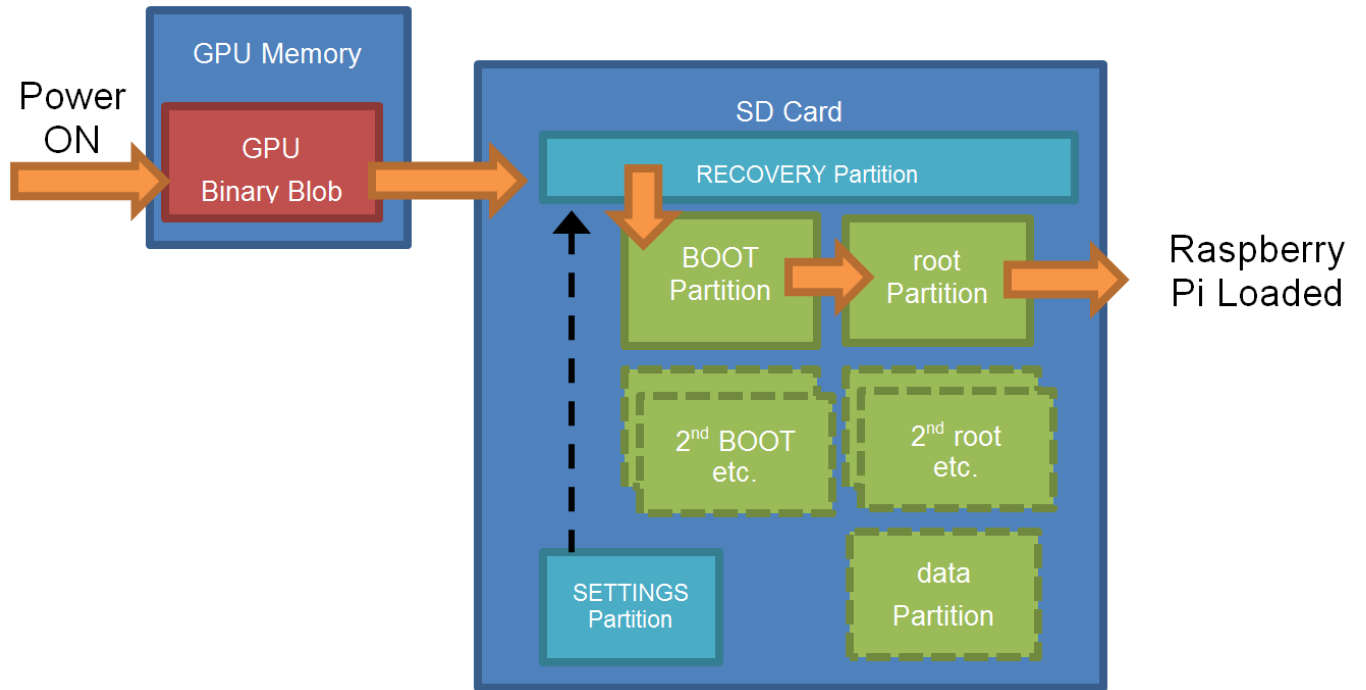 GPU Memory
Power
ON
GPU
Binary Blob
SD Card
RECOVERY Partition
BOOT
Partition
root
Partition
Raspberry
Pi Loaded
2nd BOOT
etc.
2nd root
etc.
SETTINGS
Partition
data
Partition